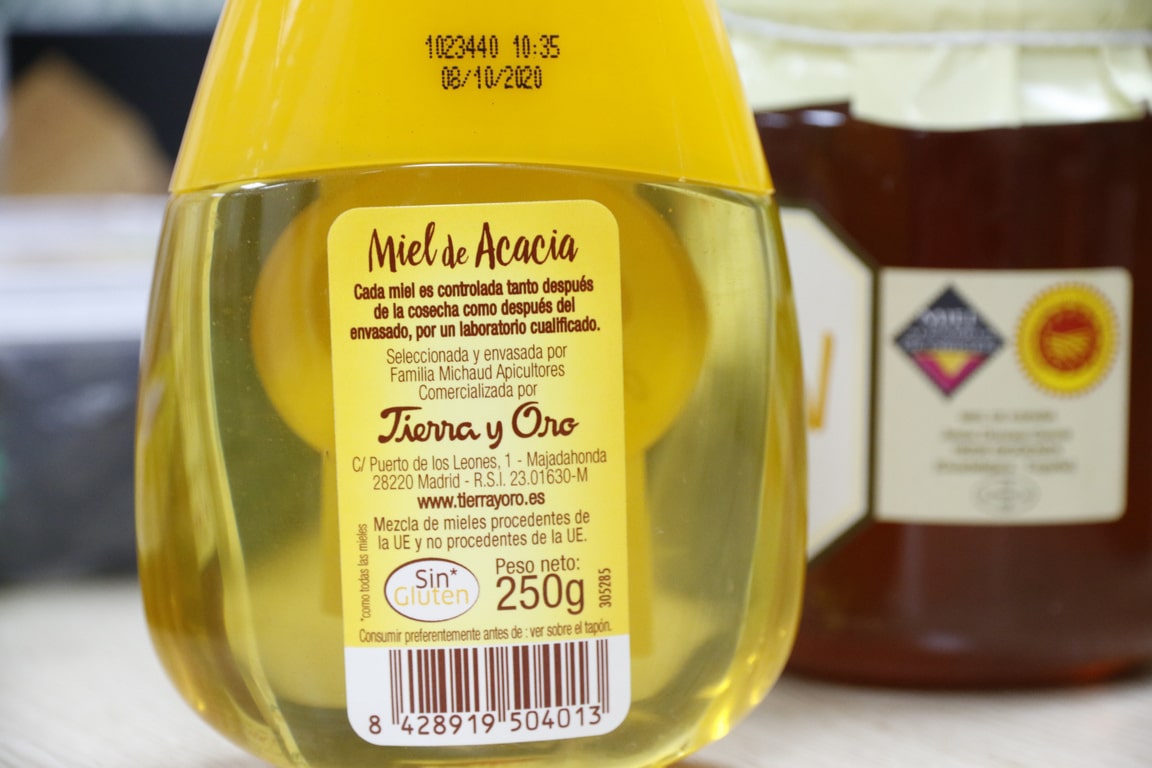 1023440 10:35
08/10/2020
Miel de Acacia
Cada miel es controlada tanto después
de la cosecha como después del
envasado, por un laboratorio cualificado.
Seleccionada y envasada por
Familia Michaud Apicultores
Comercializada por
Tierra y Oro
C/ Puerto de los Leones, 1 - Majadahonda
28220 Madrid - R.S.I. 23.01630-M
www.tierrayoro.es
Mezcla de mieles procedentes de
la UE y no procedentes de la UE.
*como todas las mieles
Sin*
Gluten
Peso neto:
250g
305285
Consumir preferentemente antes de : ver sobre el tapón.
8 428919 504013
MIEL